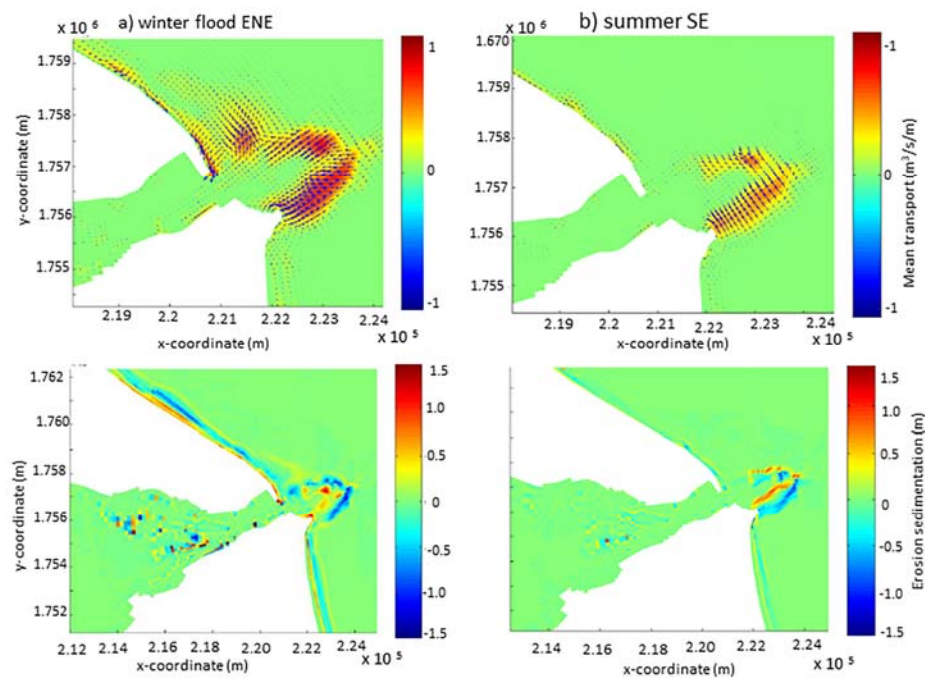 a) winter flood ENE
b) summer SE
x 10 6
x 10 6
1.759
1.758
1.757
1.756
1.755
y-coordinate (m)
2.19 2.2 2.21 2.22 2.23 2.24
x-coordinate (m)
x 10 5
1
0
-1
1.670
1.759
1.758
1.757
1.756
1.755
2.19 2.20 2.21 2.22 2.23 2.24
x-coordinate (m)
x 10 5
-1
0
-1
Mean transport (m³/s/m)
1.762
1.760
1.758
1.756
1.754
1.752
y-coordinate (m)
2.12 2.14 2.16 2.18 2.20 2.22 2.24
x-coordinate (m)
x 10 5
1.5
1.0
0.5
0
-0.5
-1.0
-1.5
2.12 2.14 2.16 2.18 2.20 2.22 2.24
x-coordinate (m)
x 10 5
1.5
1.0
0.5
0
-0.5
-1.0
-1.5
Erosion sedimentation (m)